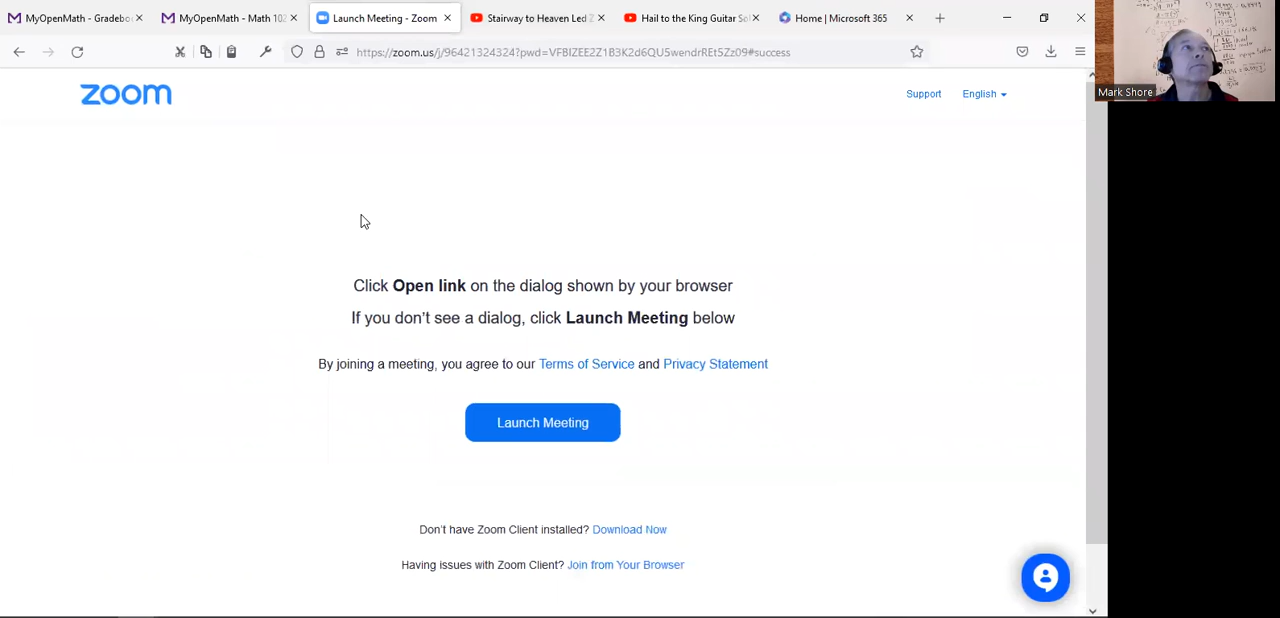 MyOpenMath - Gradeboo
MyOpenMath - Math 102
Launch Meeting - Zoom
Stairway to Heaven Led Z
Hail to the King Guitar So
Home | Microsoft 365
https://zoom.us/j/96421324324?pwd=VFBIZEE2Z1B3K2d6QU5wendrREt5Zz09#success
zoom
Support
English
Mark Shore
Click Open link on the dialog shown by your browser
If you don’t see a dialog, click Launch Meeting below
By joining a meeting, you agree to our Terms of Service and Privacy Statement
Launch Meeting
Don’t have Zoom Client installed? Download Now
Having issues with Zoom Client? Join from Your Browser